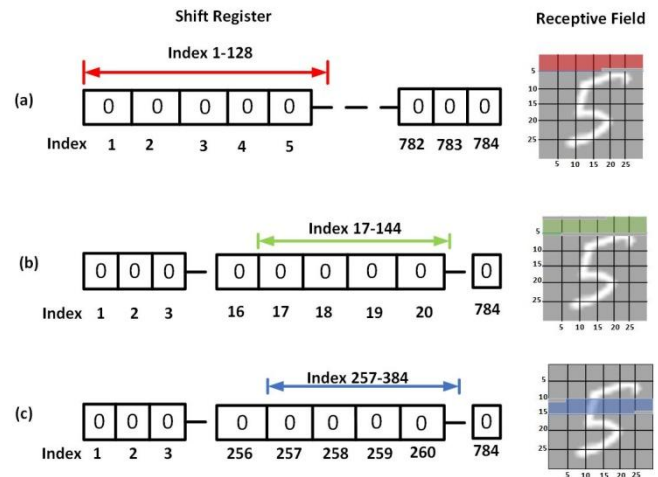 Shift Register
Receptive Field
Index 1-128
(a)
0 0 0 0 0 0 0 0
Index 1 2 3 4 5 782 783 784
5
10
15
20
25
5 10 15 20 25
Index 17-144
(b)
0 0 0 0 0 0 0 0 0
Index 1 2 3 16 17 18 19 20 784
5
10
15
20
25
5 10 15 20 25
Index 257-384
(c)
0 0 0 0 0 0 0 0 0
Index 1 2 3 256 257 258 259 260 784
5
10
15
20
25
5 10 15 20 25